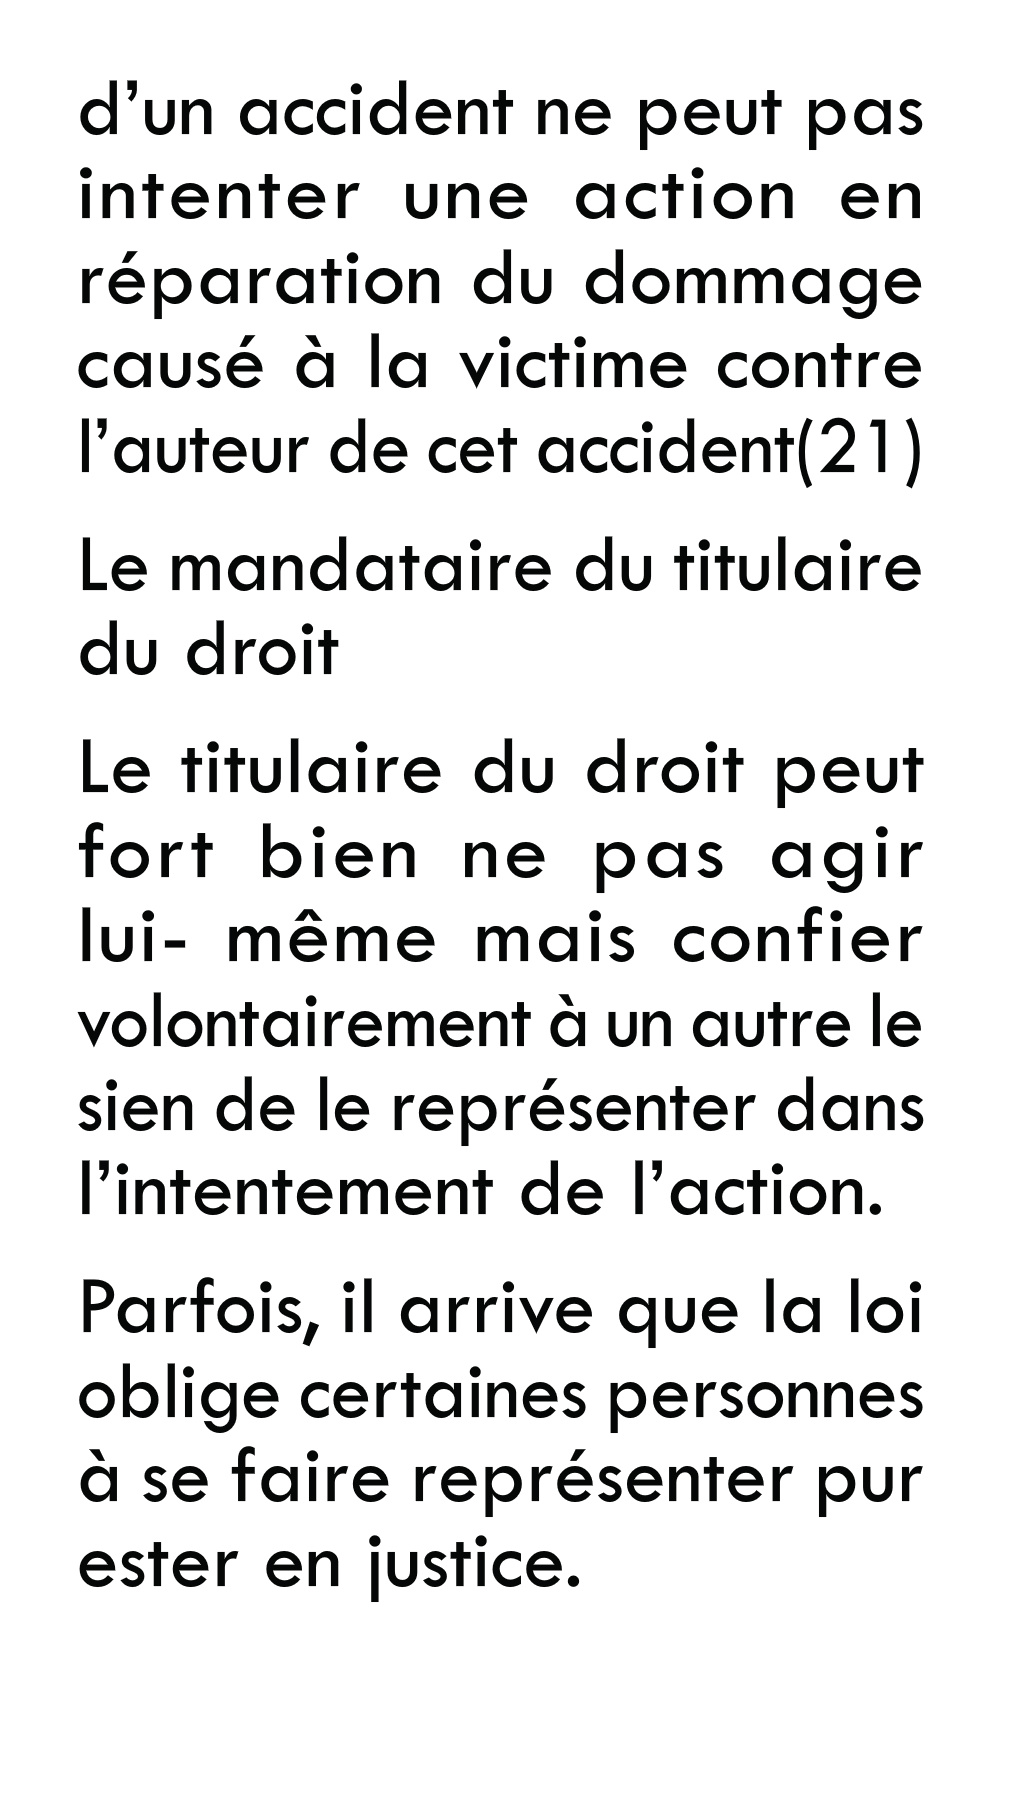 d’un accident ne peut pas
intenter une action en
réparation du dommage
causé à la victime contre
l’auteur de cet accident(21)
Le mandataire du titulaire
du droit
Le titulaire du droit peut
fort bien ne pas agir
lui- même mais confier
volontairement à un autre le
sien de le représenter dans
l’intentement de l’action.
Parfois, il arrive que la loi
oblige certaines personnes
à se faire représenter pur
ester en justice.